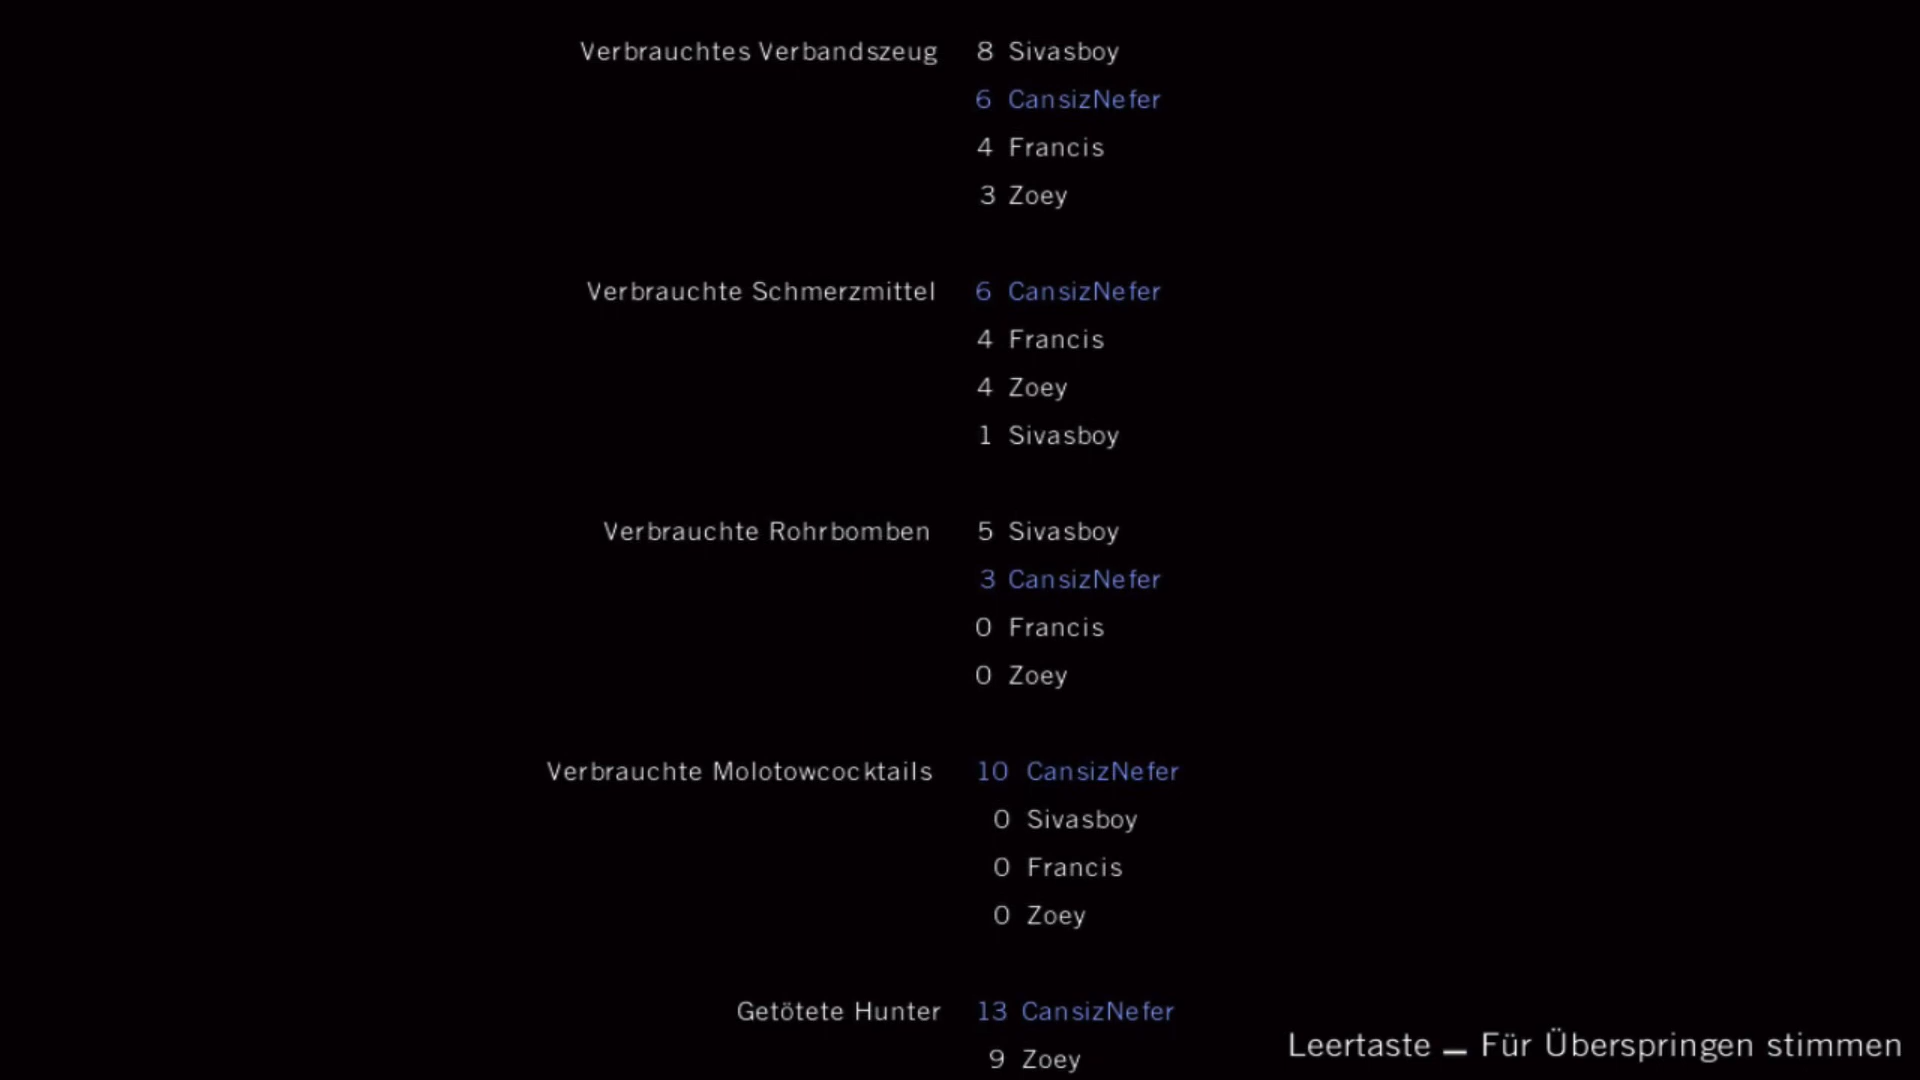 Verbrauchtes Verbandszeug 8 Sivasboy
6 CansizNefer
4 Francis
3 Zoey
Verbrauchte Schmerzmittel 6 CansizNefer
4 Francis
4 Zoey
1 Sivasboy
Verbrauchte Rohrbomben 5 Sivasboy
3 CansizNefer
0 Francis
0 Zoey
Verbrauchte Molotowcocktails 10 CansizNefer
0 Sivasboy
0 Francis
0 Zoey
Getötete Hunter 13 CansizNefer
9 Zoey
Leertaste Für Überspringen stimmen